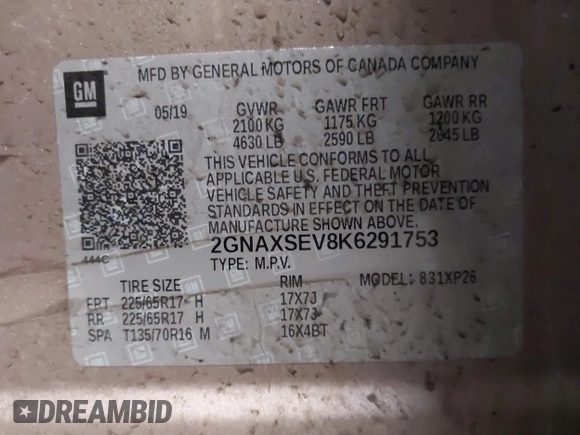 GM
MFD BY GENERAL MOTORS OF CANADA COMPANY
05/19 GVWR GAWR FRT GAWR RR
2100 KG 1175 KG 1200 KG
4630 LB 2590 LB 2645 LB
THIS VEHICLE CONFORMS TO ALL
APPLICABLE U.S. FEDERAL MOTOR
VEHICLE SAFETY AND THEFT PREVENTION
STANDARDS IN EFFECT ON THE DATE OF
MANUFACTURE SHOWN ABOVE.
444C 2GNAXSEV8K6291753
TYPE: M.P.V.
TIRE SIZE RIM MODEL: 831XP26
FRT 225/65R17 H 17X7J
RR 225/65R17 H 17X7J
SPA T135/70R16 M 16X4BT
DREAMBID